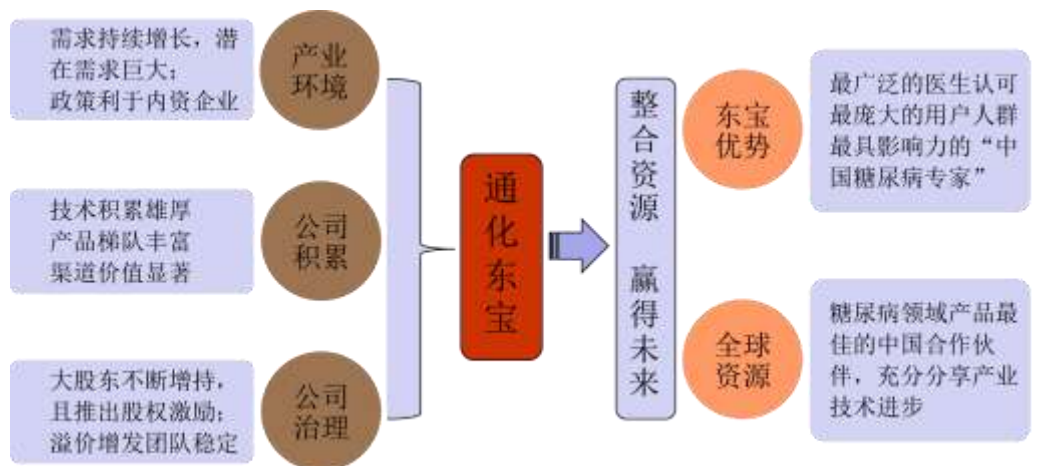 需求持续增长，潜
在需求巨大；
政策利于内资企业
产业
环境
技术积累雄厚
产品梯队丰富
渠道价值显著
公司
积累
大股东不断增持，
且推出股权激励；
溢价增发团队稳定
公司
治理
通化东宝
整合资源 赢得未来
东宝
优势
最广泛的医生认可
最庞大的用户人群
最具影响力的“中
国糖尿病专家”
全球
资源
糖尿病领域产品最
佳的中国合作伙
伴，充分分享产业
技术进步